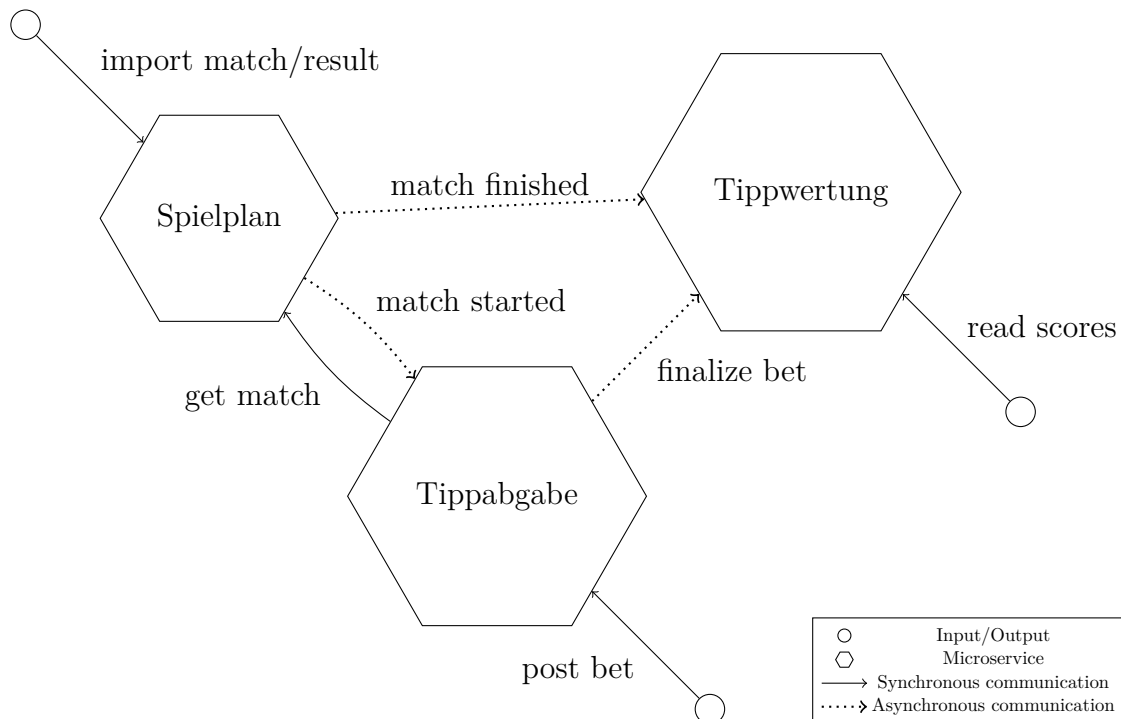 import match/result
match finished
Tippwertung
Spielplan
match started
read scores
finalize bet
get match
Tippabgabe
post bet
Input/Output
Microservice
Synchronous communication
Asynchronous communication